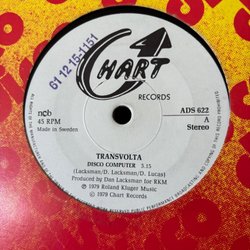 61 12 15-1151
CHART
RECORDS
ncb
45 RPM
Made in Sweden
ADS 622
A
Stereo
TRANSVOLTA
DISCO COMPUTER 3.15
(Lacksman/D. Lacksman/D. Lucas)
Produced by Dan Lacksman for RKM
℗ 1979 Roland Kluger Music
© 1979 Chart Records